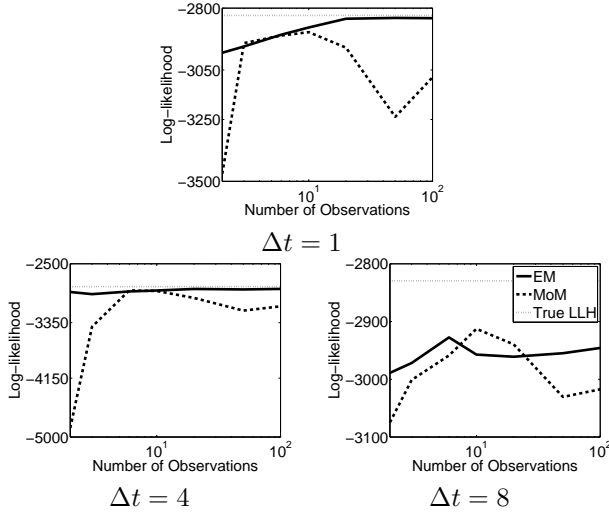 −2800
−3050
−3250
−3500
Log−likelihood
10^1
10^2
Number of Observations
Δt = 1
−2500
−3350
−4150
−5000
Log−likelihood
10^1
10^2
Number of Observations
Δt = 4
−2800
−2900
−3000
−3100
Log−likelihood
EM
MoM
True LLH
10^1
10^2
Number of Observations
Δt = 8